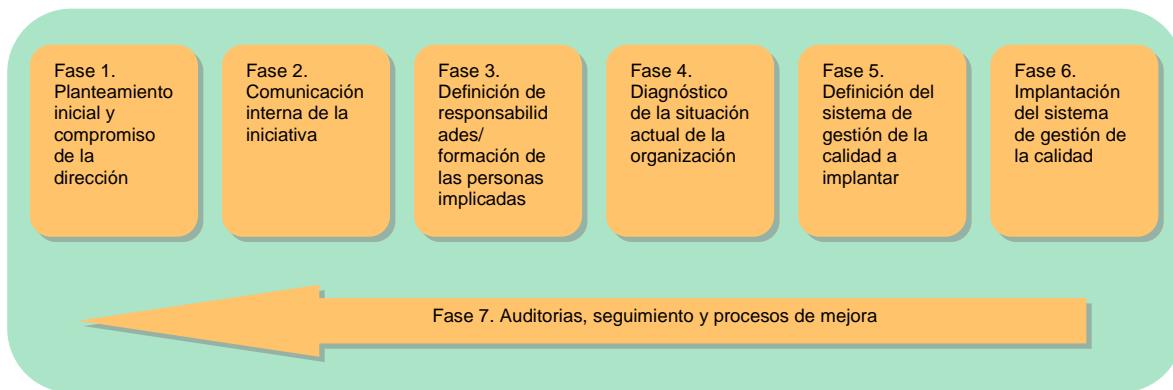 Fase 1.
Planteamiento
inicial y
compromiso
de la
dirección
Fase 2.
Comunicación
interna de la
iniciativa
Fase 3.
Definición de
responsabilid
ades/
formación de
las personas
implicadas
Fase 4.
Diagnóstico
de la situación
actual de la
organización
Fase 5.
Definición del
sistema de
gestión de la
calidad a
implantar
Fase 6.
Implantación
del sistema
de gestión de
la calidad
Fase 7. Auditorias, seguimiento y procesos de mejora